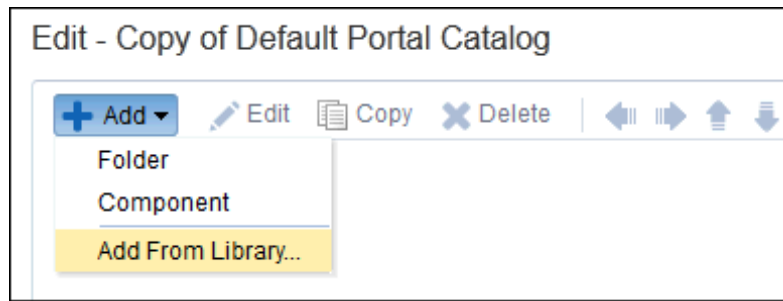 Edit - Copy of Default Portal Catalog
Add Edit Copy Delete
Folder
Component
Add From Library...